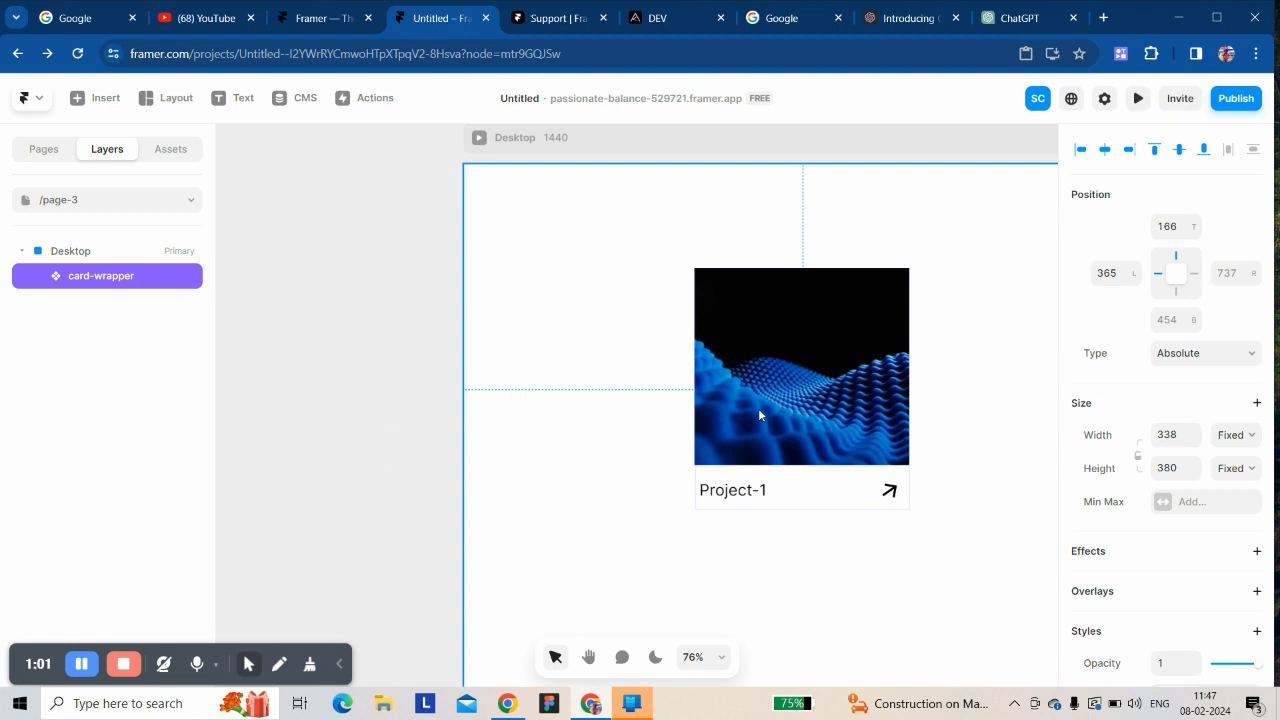 Google
(68) YouTube
Framer — The
Untitled – Fra
Support | Fra
DEV
Google
Introducing
ChatGPT
framer.com/projects/Untitled--I2YWrRYCmwoHTpXTpqV2-8Hsva?node=mtr9GQJSw
Insert
Layout
Text
CMS
Actions
Untitled · passionate-balance-529721.framer.app FREE
SC
Invite
Publish
Pages
Layers
Assets
/page-3
Desktop
Primary
card-wrapper
Desktop 1440
Project-1
76%
Position
166 T
365 L
737 R
454 B
Type
Absolute
Size
Width
338
Fixed
Height
380
Fixed
Min Max
Add...
Effects
Overlays
Styles
Opacity
1
1:01
Type here to search
L
75%
Construction on Ma...
ENG
11:47
08-02-2024
3